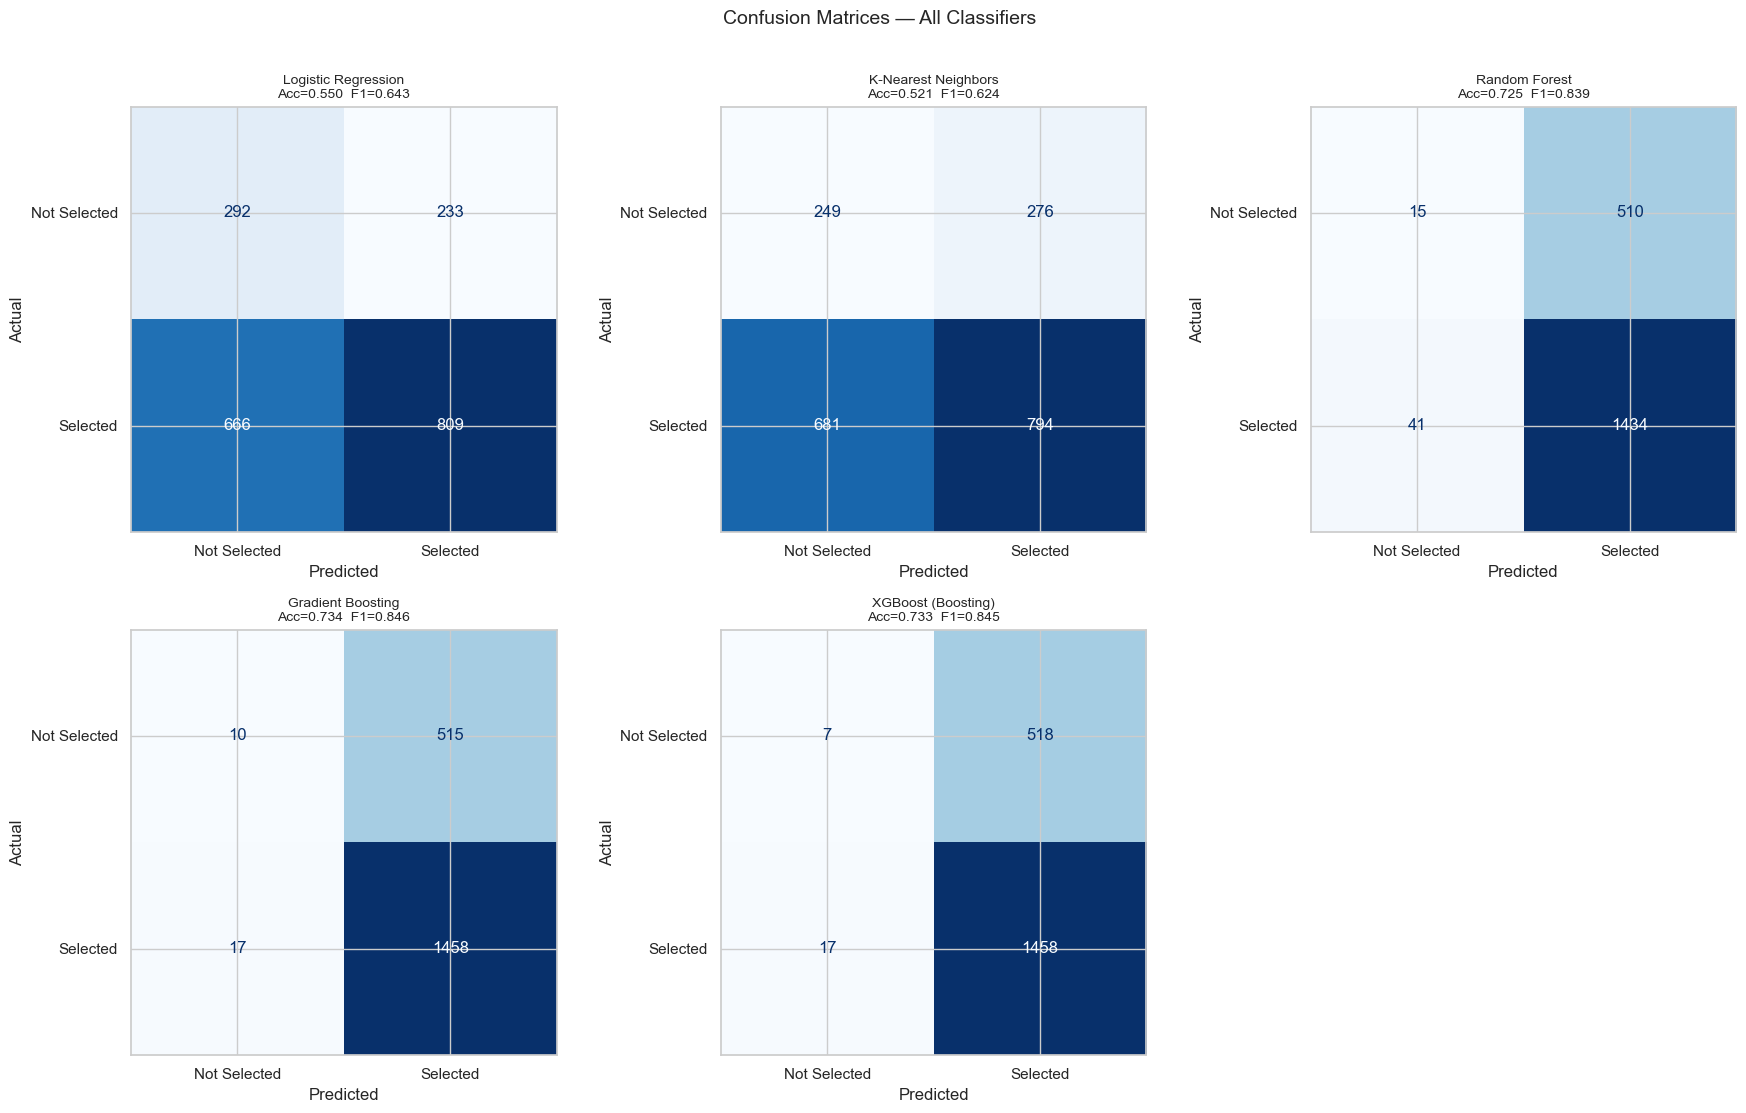 Confusion Matrices — All Classifiers
Logistic Regression
Acc=0.550  F1=0.643
Not Selected
292
233
Actual
Selected
666
809
Not Selected
Selected
Predicted
K-Nearest Neighbors
Acc=0.521  F1=0.624
Not Selected
249
276
Actual
Selected
681
794
Not Selected
Selected
Predicted
Random Forest
Acc=0.725  F1=0.839
Not Selected
15
510
Actual
Selected
41
1434
Not Selected
Selected
Predicted
Gradient Boosting
Acc=0.734  F1=0.846
Not Selected
10
515
Actual
Selected
17
1458
Not Selected
Selected
Predicted
XGBoost (Boosting)
Acc=0.733  F1=0.845
Not Selected
7
518
Actual
Selected
17
1458
Not Selected
Selected
Predicted